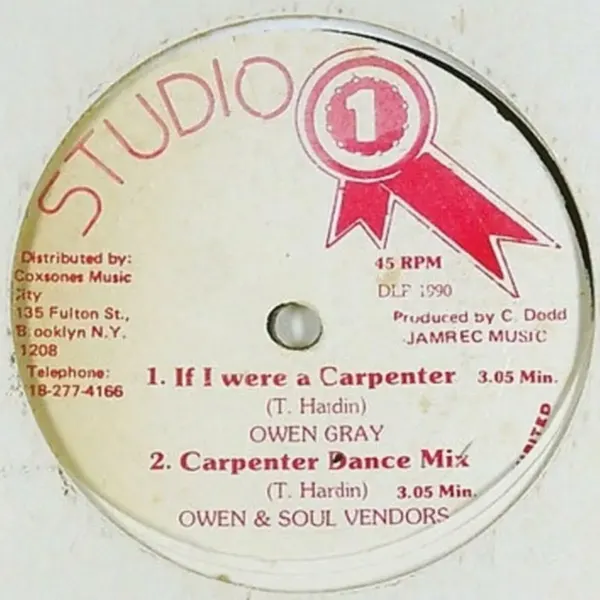 STUDIO
1
Distributed by:
Coxsones Music
ity
135 Fulton St.,
Brooklyn N.Y.
1208
Telephone:
18-277-4166
45 RPM
DLF 1990
Produced by C. Dodd
JAMREC MUSIC
1. If I were a Carpenter 3.05 Min.
(T. Hardin)
OWEN GRAY
2. Carpenter Dance Mix
(T. Hardin) 3.05 Min.
OWEN & SOUL VENDORS